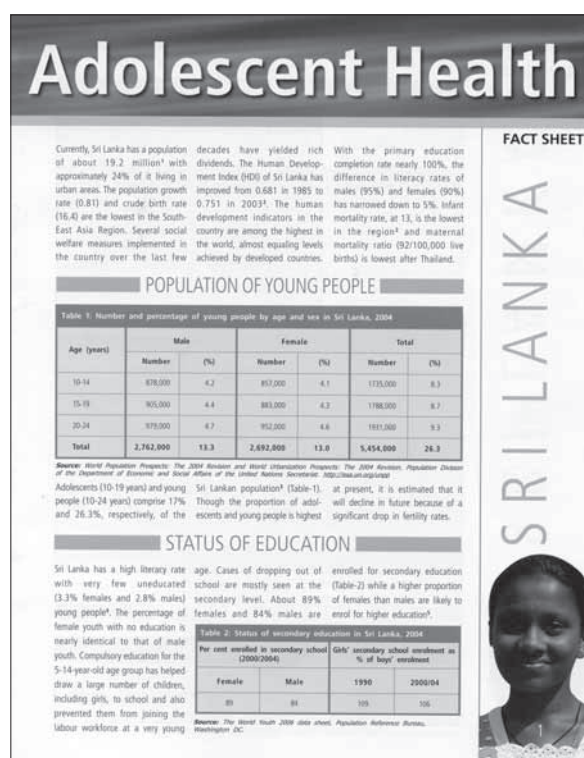 Adolescent Health
FACT SHEET
SRI LANKA
Currently, Sri Lanka has a population
of about 19.2 million¹ with
approximately 24% of it living in
urban areas. The population growth
rate (0.81) and crude birth rate
(16.4) are the lowest in the South-
East Asia Region. Several social
welfare measures implemented in
the country over the last few
decades have yielded rich
dividends. The Human Develop-
ment Index (HDI) of Sri Lanka has
improved from 0.681 in 1985 to
0.751 in 2003². The human
development indicators in the
country are among the highest in
the world, almost equaling levels
achieved by developed countries.
With the primary education
completion rate nearly 100%, the
difference in literacy rates of
males (95%) and females (90%)
has narrowed down to 5%. Infant
mortality rate, at 13, is the lowest
in the region² and maternal
mortality ratio (92/100,000 live
births) is lowest after Thailand.
POPULATION OF YOUNG PEOPLE
Table 1: Number and percentage of young people by age and sex in Sri Lanka, 2004
Age (years) Male Female Total
Number (%) Number (%) Number (%)
10-14 878,000 4.2 857,000 4.1 1735,000 8.3
15-19 905,000 4.4 883,000 4.3 1788,000 8.7
20-24 979,000 4.7 952,000 4.6 1931,000 9.3
Total 2,762,000 13.3 2,692,000 13.0 5,454,000 26.3
Source: World Population Prospects: The 2004 Revision and World Urbanization Prospects: The 2004 Revision, Population Division
of the Department of Economic and Social Affairs of the United Nations Secretariat. http://esa.un.org/unpp
Adolescents (10-19 years) and young
people (10-24 years) comprise 17%
and 26.3%, respectively, of the
Sri Lankan population³ (Table-1).
Though the proportion of adol-
escents and young people is highest
at present, it is estimated that it
will decline in future because of a
significant drop in fertility rates.
STATUS OF EDUCATION
Sri Lanka has a high literacy rate
with very few uneducated
(3.3% females and 2.8% males)
young people⁴. The percentage of
female youth with no education is
nearly identical to that of male
youth. Compulsory education for the
5-14-year-old age group has helped
draw a large number of children,
including girls, to school and also
prevented them from joining the
labour workforce at a very young
age. Cases of dropping out of
school are mostly seen at the
secondary level. About 89%
females and 84% males are
enrolled for secondary education
(Table-2) while a higher proportion
of females than males are likely to
enrol for higher education⁵.
Table 2: Status of secondary education in Sri Lanka, 2004
Per cent enrolled in secondary school Girls' secondary school enrolment as
(2000/2004) % of boys' enrolment
Female Male 1990 2000/04
89 84 109 106
Source: The World Youth 2006 data sheet, Population Reference Bureau,
Washington DC.
1